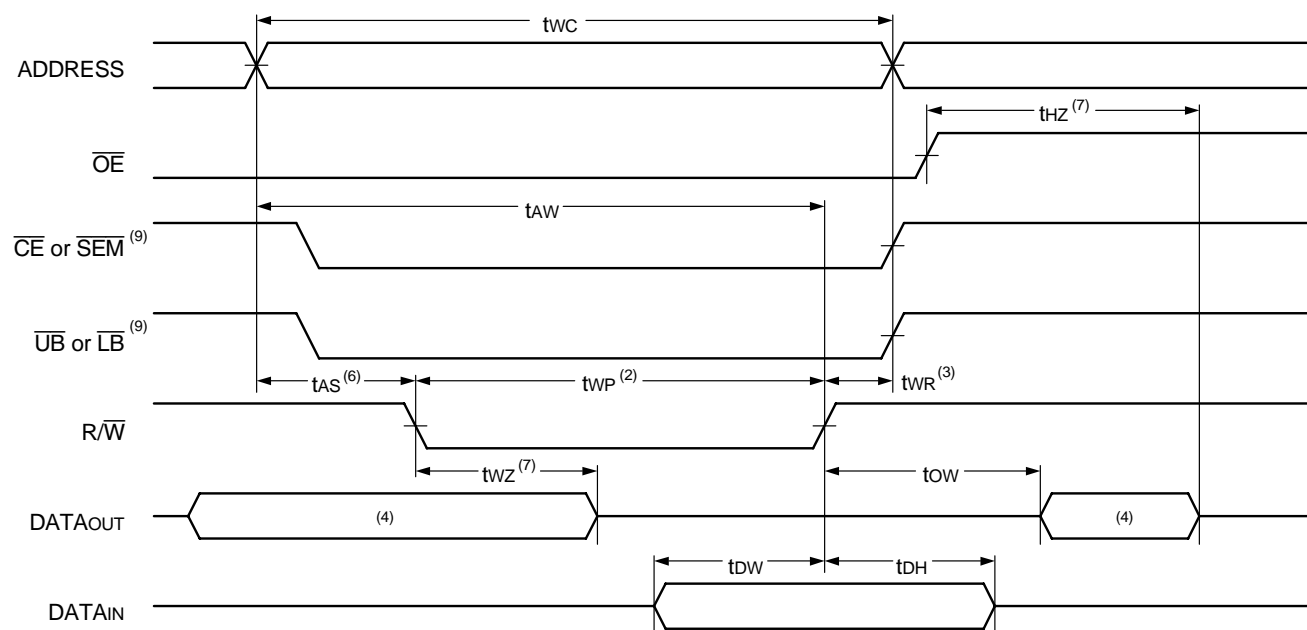 tWC
ADDRESS
tHZ(7)
OE
tAW
CE or SEM(9)
UB or LB(9)
tAS(6) tWP(2) tWR(3)
R/W
tWZ(7) tOW
DATAOUT (4) (4)
tDW tDH
DATAIN